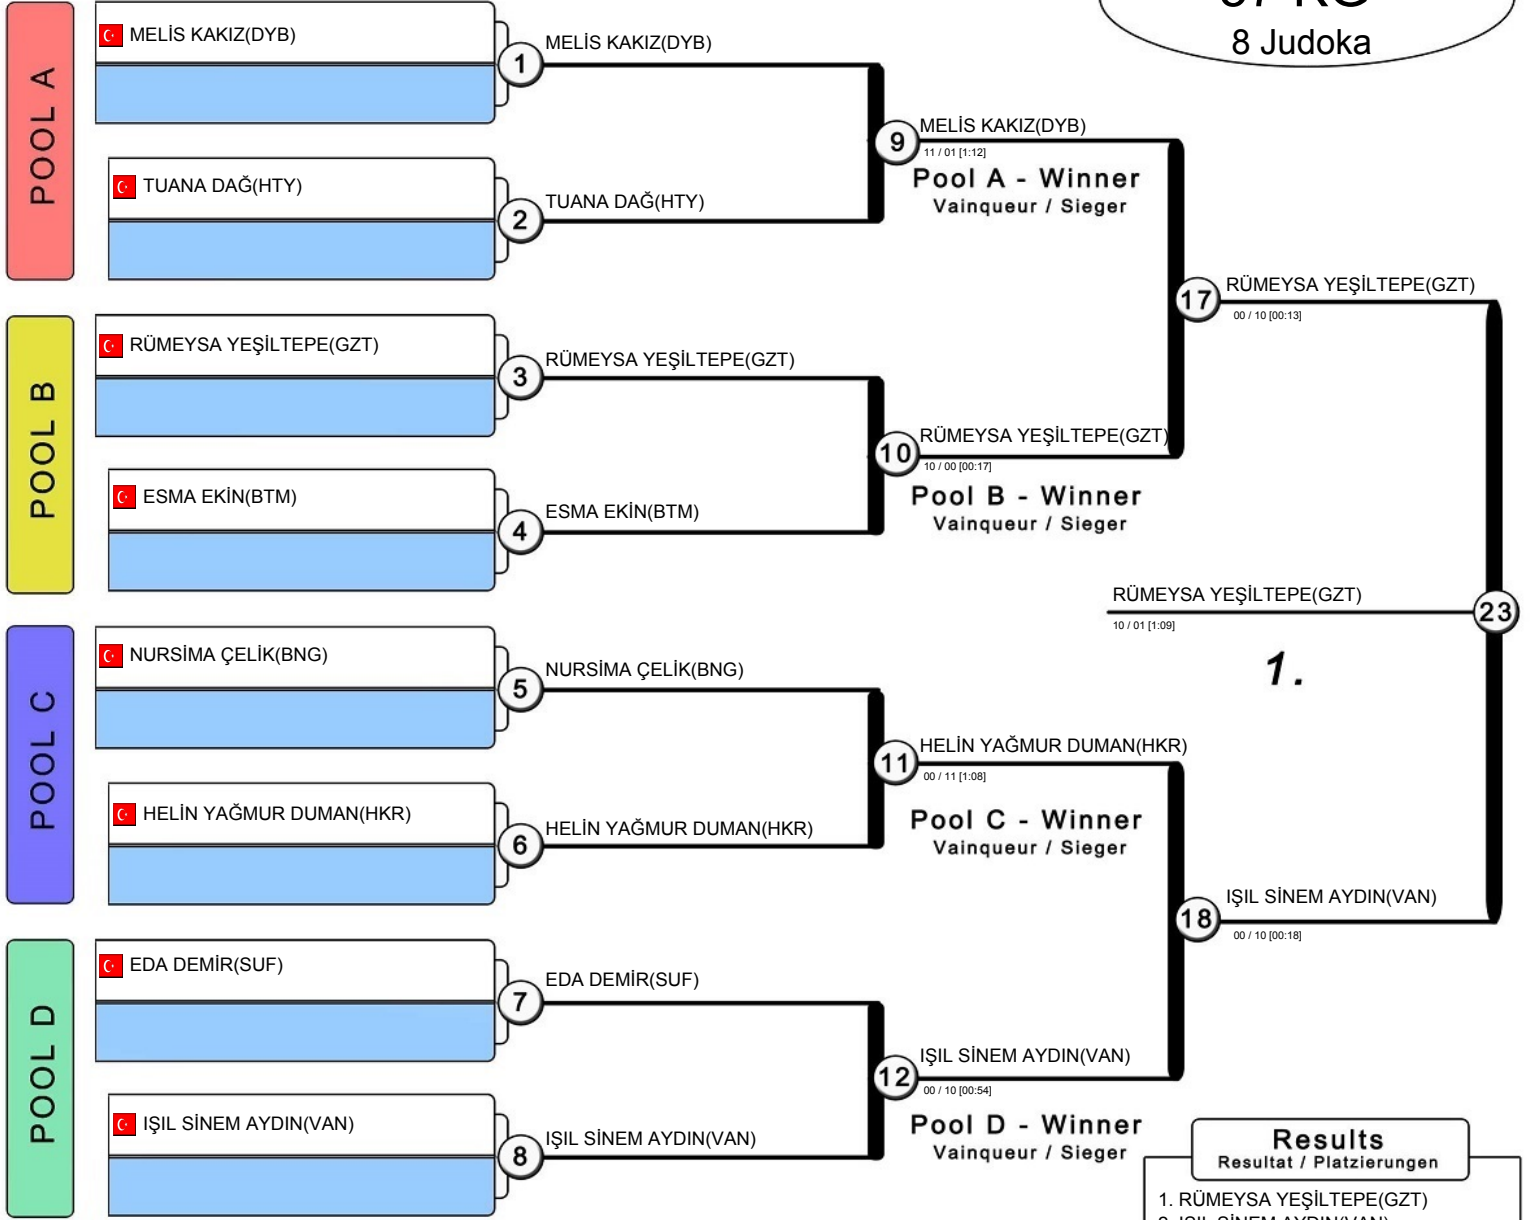 57 KG
8 Judoka
POOL A
MELİS KAKIZ(DYB)
1
MELİS KAKIZ(DYB)
TUANA DAĞ(HTY)
2
TUANA DAĞ(HTY)
9
MELİS KAKIZ(DYB)
11 / 01 [1:12]
Pool A - Winner
Vainqueur / Sieger
POOL B
RÜMEYSA YEŞİLTEPE(GZT)
3
RÜMEYSA YEŞİLTEPE(GZT)
ESMA EKİN(BTM)
4
ESMA EKİN(BTM)
10
RÜMEYSA YEŞİLTEPE(GZT)
10 / 00 [00:17]
Pool B - Winner
Vainqueur / Sieger
17
RÜMEYSA YEŞİLTEPE(GZT)
00 / 10 [00:13]
RÜMEYSA YEŞİLTEPE(GZT)
23
10 / 01 [1:09]
1.
POOL C
NURSİMA ÇELİK(BNG)
5
NURSİMA ÇELİK(BNG)
HELİN YAĞMUR DUMAN(HKR)
6
HELİN YAĞMUR DUMAN(HKR)
11
HELİN YAĞMUR DUMAN(HKR)
00 / 11 [1:08]
Pool C - Winner
Vainqueur / Sieger
18
IŞIL SİNEM AYDIN(VAN)
00 / 10 [00:18]
POOL D
EDA DEMİR(SUF)
7
EDA DEMİR(SUF)
IŞIL SİNEM AYDIN(VAN)
8
IŞIL SİNEM AYDIN(VAN)
12
IŞIL SİNEM AYDIN(VAN)
00 / 10 [00:54]
Pool D - Winner
Vainqueur / Sieger
Results
Resultat / Platzierungen
1. RÜMEYSA YEŞİLTEPE(GZT)
2. IŞIL SİNEM AYDIN(VAN)